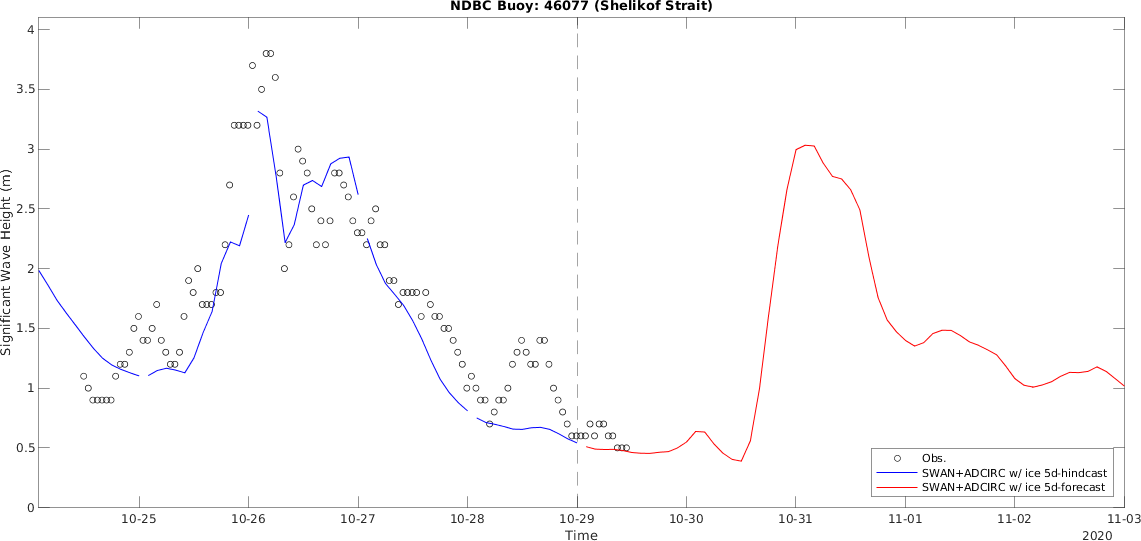 NDBC Buoy: 46077 (Shelikof Strait)
4
3.5
3
2.5
2
1.5
1
0.5
0
Significant Wave Height (m)
Obs.
SWAN+ADCIRC w/ ice 5d-hindcast
SWAN+ADCIRC w/ ice 5d-forecast
10-25 10-26 10-27 10-28 10-29 10-30 10-31 11-01 11-02 11-03
Time
2020